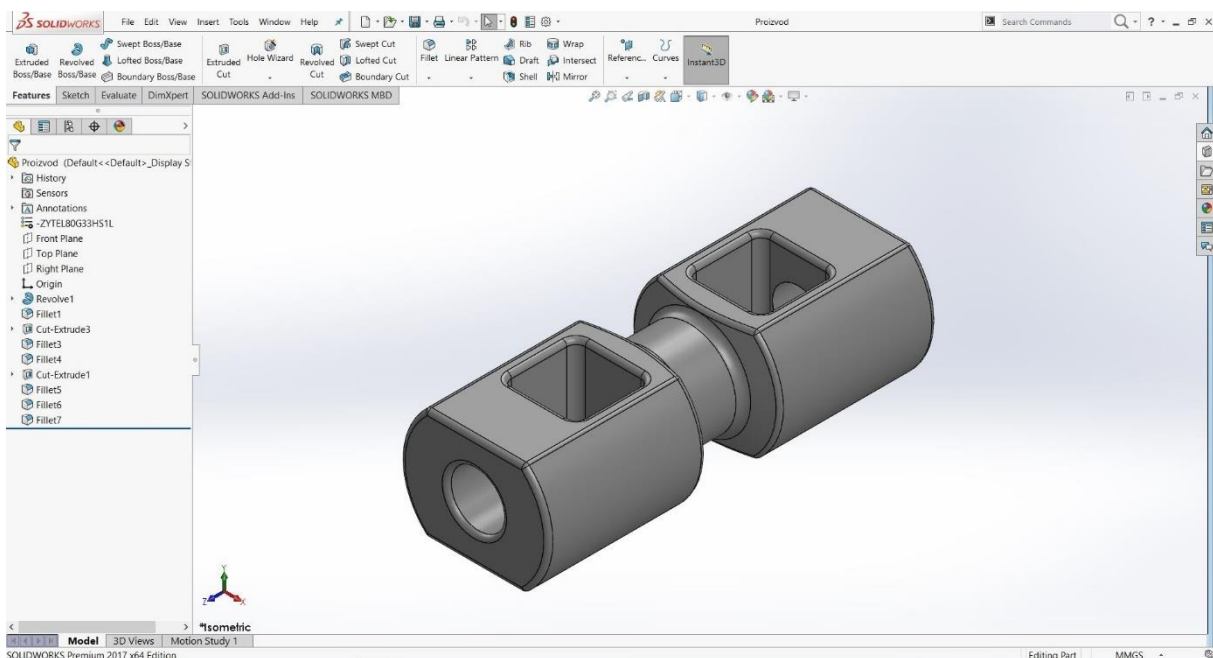 SOLIDWORKS File Edit View Insert Tools Window Help Proizvod Search Commands
Extruded Boss/Base
Revolved Boss/Base
Swept Boss/Base
Lofted Boss/Base
Boundary Boss/Base
Extruded Cut
Hole Wizard
Revolved Cut
Swept Cut
Lofted Cut
Boundary Cut
Fillet
Linear Pattern
Rib
Draft
Shell
Wrap
Intersect
Mirror
Referenc...
Curves
Instant3D
Features Sketch Evaluate DimXpert SOLIDWORKS Add-Ins SOLIDWORKS MBD
Proizvod (Default<<Default>_Display S
History
Sensors
Annotations
-ZYTEL80G33HS1L
Front Plane
Top Plane
Right Plane
Origin
Revolve1
Fillet1
Cut-Extrude3
Fillet3
Fillet4
Cut-Extrude1
Fillet5
Fillet6
Fillet7
Y
Z X
*Isometric
Model 3D Views Motion Study 1
SOLIDWORKS Premium 2017 x64 Edition Editing Part MMGS